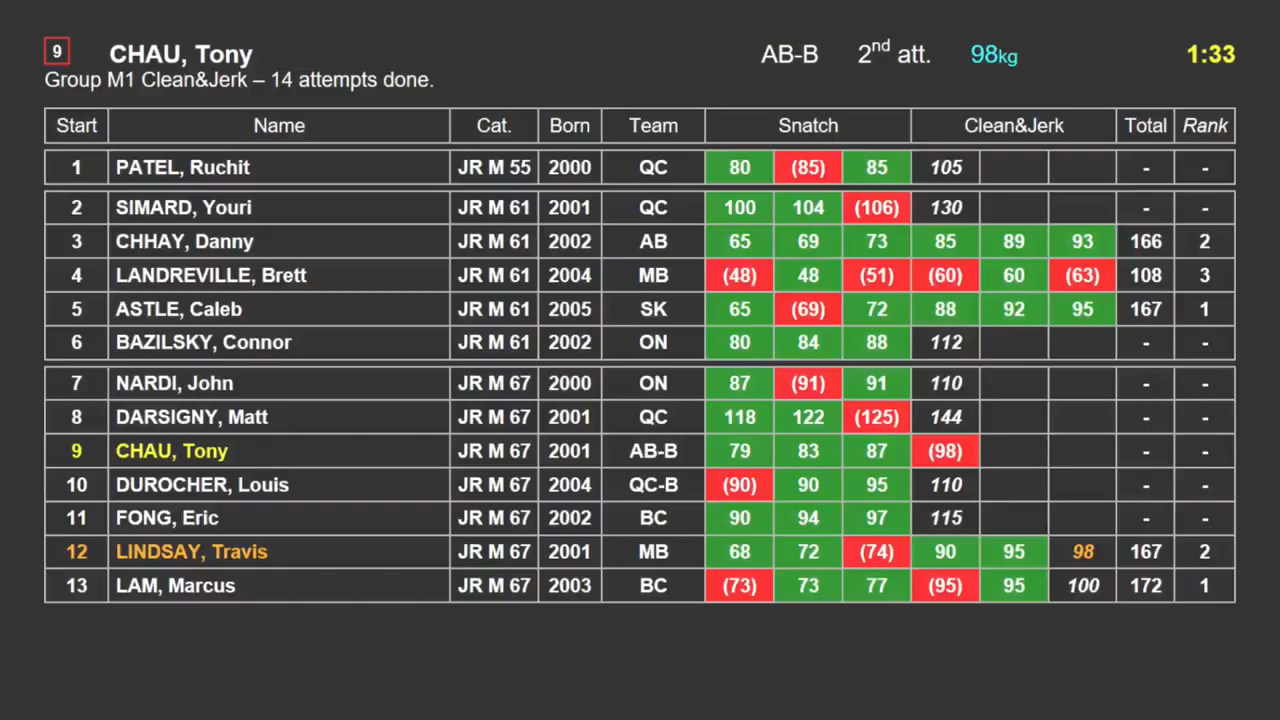 9 CHAU, Tony AB-B 2nd att. 98kg 1:33
Group M1 Clean&Jerk – 14 attempts done.
Start Name Cat. Born Team Snatch Clean&Jerk Total Rank
1 PATEL, Ruchit JR M 55 2000 QC 80 (85) 85 105 - -
2 SIMARD, Youri JR M 61 2001 QC 100 104 (106) 130 - -
3 CHHAY, Danny JR M 61 2002 AB 65 69 73 85 89 93 166 2
4 LANDREVILLE, Brett JR M 61 2004 MB (48) 48 (51) (60) 60 (63) 108 3
5 ASTLE, Caleb JR M 61 2005 SK 65 (69) 72 88 92 95 167 1
6 BAZILSKY, Connor JR M 61 2002 ON 80 84 88 112 - -
7 NARDI, John JR M 67 2000 ON 87 (91) 91 110 - -
8 DARSIGNY, Matt JR M 67 2001 QC 118 122 (125) 144 - -
9 CHAU, Tony JR M 67 2001 AB-B 79 83 87 (98) - -
10 DUROCHER, Louis JR M 67 2004 QC-B (90) 90 95 110 - -
11 FONG, Eric JR M 67 2002 BC 90 94 97 115 - -
12 LINDSAY, Travis JR M 67 2001 MB 68 72 (74) 90 95 98 167 2
13 LAM, Marcus JR M 67 2003 BC (73) 73 77 (95) 95 100 172 1